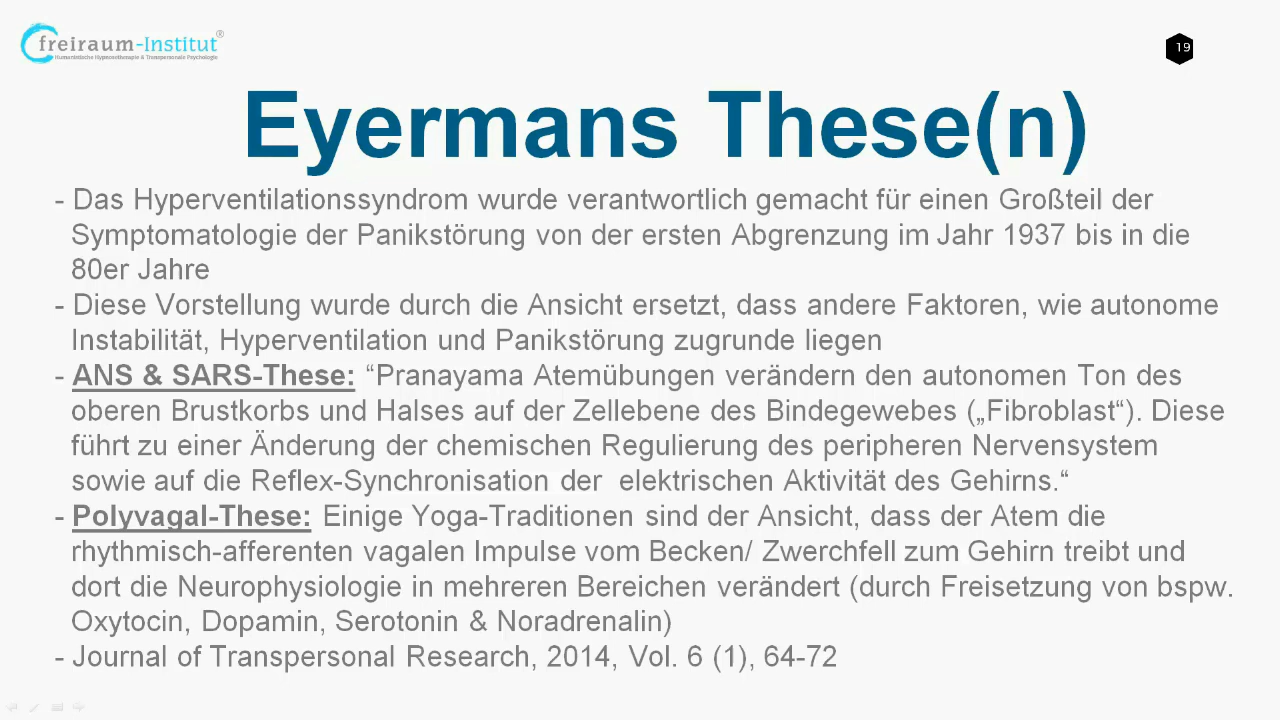 freiraum-Institut®
Humanistische Hypnosetherapie & Transpersonale Psychologie
19
Eyermans These(n)
- Das Hyperventilationssyndrom wurde verantwortlich gemacht für einen Großteil der
Symptomatologie der Panikstörung von der ersten Abgrenzung im Jahr 1937 bis in die
80er Jahre
- Diese Vorstellung wurde durch die Ansicht ersetzt, dass andere Faktoren, wie autonome
Instabilität, Hyperventilation und Panikstörung zugrunde liegen
- ANS & SARS-These: “Pranayama Atemübungen verändern den autonomen Ton des
oberen Brustkorbs und Halses auf der Zellebene des Bindegewebes („Fibroblast“). Diese
führt zu einer Änderung der chemischen Regulierung des peripheren Nervensystem
sowie auf die Reflex-Synchronisation der  elektrischen Aktivität des Gehirns.“
- Polyvagal-These: Einige Yoga-Traditionen sind der Ansicht, dass der Atem die
rhythmisch-afferenten vagalen Impulse vom Becken/ Zwerchfell zum Gehirn treibt und
dort die Neurophysiologie in mehreren Bereichen verändert (durch Freisetzung von bspw.
Oxytocin, Dopamin, Serotonin & Noradrenalin)
- Journal of Transpersonal Research, 2014, Vol. 6 (1), 64-72